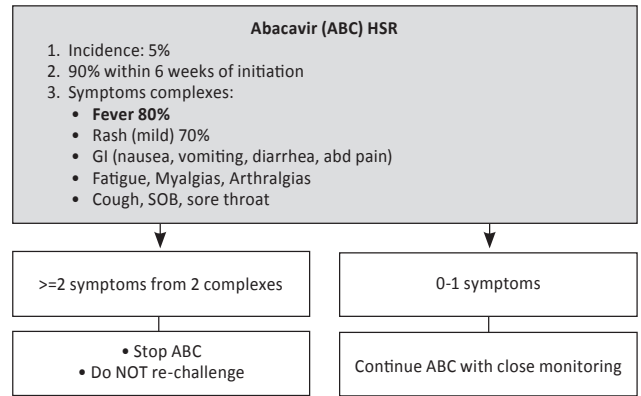 Abacavir (ABC) HSR
1. Incidence: 5%
2. 90% within 6 weeks of initiation
3. Symptoms complexes:
• Fever 80%
• Rash (mild) 70%
• GI (nausea, vomiting, diarrhea, abd pain)
• Fatigue, Myalgias, Arthralgias
• Cough, SOB, sore throat
>=2 symptoms from 2 complexes
0-1 symptoms
• Stop ABC
• Do NOT re-challenge
Continue ABC with close monitoring